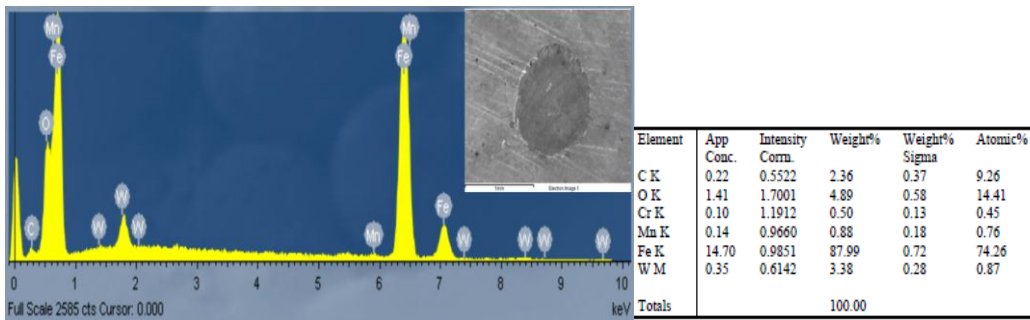 Mn Mn
Fe Fe
O
W Fe
C W W Mn W W W W
0 1 2 3 4 5 6 7 8 9 10
Full Scale 2585 cts Cursor: 0.000 keV
Electron Image 1
Element App Conc. Intensity Corrn. Weight% Weight% Sigma Atomic%
C K 0.22 0.5522 2.36 0.37 9.26
O K 1.41 1.7001 4.89 0.58 14.41
Cr K 0.10 1.1912 0.50 0.13 0.45
Mn K 0.14 0.9660 0.88 0.18 0.76
Fe K 14.70 0.9851 87.99 0.72 74.26
W M 0.35 0.6142 3.38 0.28 0.87
Totals 100.00